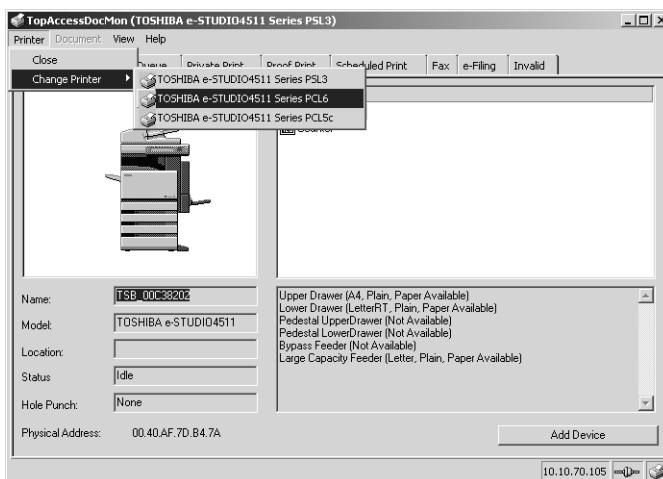 TopAccessDocMon (TOSHIBA e-STUDIO4511 Series PSL3)
Printer Document View Help
Close
Change Printer
Queue Private Print Proof Print Scheduled Print Fax e-Filing Invalid
TOSHIBA e-STUDIO4511 Series PSL3
TOSHIBA e-STUDIO4511 Series PCL6
TOSHIBA e-STUDIO4511 Series PCL5c
Name: TSB_00C38202
Model: TOSHIBA e-STUDIO4511
Location:
Status Idle
Hole Punch: None
Physical Address: 00.40.AF.7D.B4.7A
Upper Drawer (A4, Plain, Paper Available)
Lower Drawer (LetterRT, Plain, Paper Available)
Pedestal UpperDrawer (Not Available)
Pedestal LowerDrawer (Not Available)
Bypass Feeder (Not Available)
Large Capacity Feeder (Letter, Plain, Paper Available)
Add Device
10.10.70.105